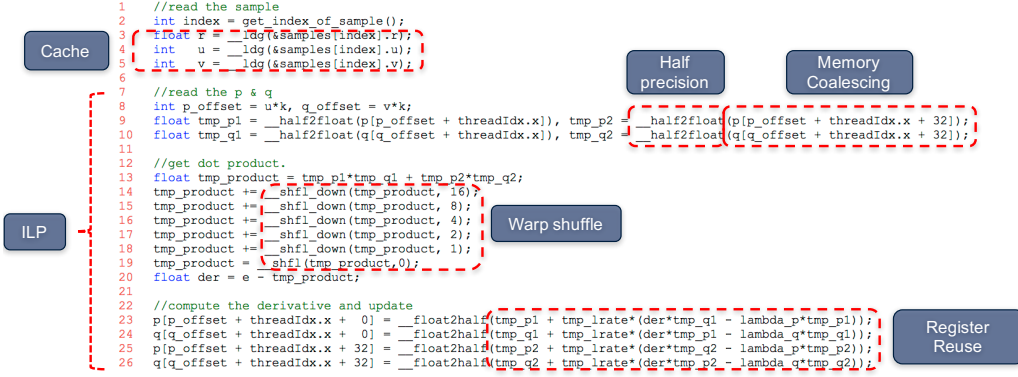 1 //read the sample
2 int index = get_index_of_sample();
3 float r = __ldg(&samples[index].r);
4 int   u = __ldg(&samples[index].u);
5 int   v = __ldg(&samples[index].v);
Cache
6
7 //read the p & q
8 int p_offset = u*k, q_offset = v*k;
Half
precision
Memory
Coalescing
9 float tmp_p1 = __half2float(p[p_offset + threadIdx.x]), tmp_p2 = __half2float(p[p_offset + threadIdx.x + 32]);
10 float tmp_q1 = __half2float(q[q_offset + threadIdx.x]), tmp_q2 = __half2float(q[q_offset + threadIdx.x + 32]);
11
12 //get dot product.
13 float tmp_product = tmp_p1*tmp_q1 + tmp_p2*tmp_q2;
14 tmp_product += __shfl_down(tmp_product, 16);
15 tmp_product += __shfl_down(tmp_product, 8);
16 tmp_product += __shfl_down(tmp_product, 4);
17 tmp_product += __shfl_down(tmp_product, 2);
18 tmp_product += __shfl_down(tmp_product, 1);
19 tmp_product = __shfl(tmp_product,0);
Warp shuffle
ILP
20 float der = e - tmp_product;
21
22 //compute the derivative and update
23 p[p_offset + threadIdx.x +  0] = __float2half(tmp_p1 + tmp_lrate*(der*tmp_q1 - lambda_p*tmp_p1));
24 q[q_offset + threadIdx.x +  0] = __float2half(tmp_q1 + tmp_lrate*(der*tmp_p1 - lambda_q*tmp_q1));
25 p[p_offset + threadIdx.x + 32] = __float2half(tmp_p2 + tmp_lrate*(der*tmp_q2 - lambda_p*tmp_p2));
26 q[q_offset + threadIdx.x + 32] = __float2half(tmp_q2 + tmp_lrate*(der*tmp_p2 - lambda_q*tmp_q2));
Register
Reuse